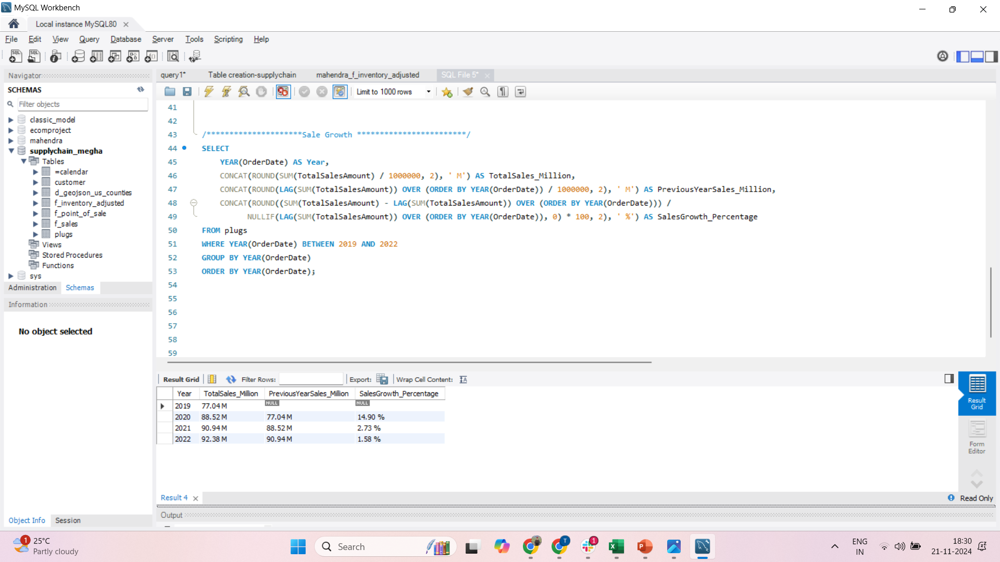 MySQL Workbench
Local instance MySQL80
File Edit View Query Database Server Tools Scripting Help
Navigator
query1* Table creation-supplychain mahendra_f_inventory_adjusted SQL File 5*
SCHEMAS
Limit to 1000 rows
Filter objects
classic_model
ecomproject
mahendra
supplychain_megha
Tables
=calendar
customer
d_geojson_us_counties
f_inventory_adjusted
f_point_of_sale
f_sales
plugs
Views
Stored Procedures
Functions
sys
Administration Schemas
Information
No object selected
Object Info Session
41
42
43 /*********************Sale Growth ************************/
44 SELECT
45 YEAR(OrderDate) AS Year,
46 CONCAT(ROUND(SUM(TotalSalesAmount) / 1000000, 2), ' M') AS TotalSales_Million,
47 CONCAT(ROUND(LAG(SUM(TotalSalesAmount)) OVER (ORDER BY YEAR(OrderDate)) / 1000000, 2), ' M') AS PreviousYearSales_Million,
48 CONCAT(ROUND((SUM(TotalSalesAmount) - LAG(SUM(TotalSalesAmount)) OVER (ORDER BY YEAR(OrderDate))) /
49 NULLIF(LAG(SUM(TotalSalesAmount)) OVER (ORDER BY YEAR(OrderDate)), 0) * 100, 2), ' %') AS SalesGrowth_Percentage
50 FROM plugs
51 WHERE YEAR(OrderDate) BETWEEN 2019 AND 2022
52 GROUP BY YEAR(OrderDate)
53 ORDER BY YEAR(OrderDate);
54
55
56
57
58
59
Result Grid Filter Rows: Export: Wrap Cell Content:
Year TotalSales_Million PreviousYearSales_Million SalesGrowth_Percentage
2019 77.04 M NULL NULL
2020 88.52 M 77.04 M 14.90 %
2021 90.94 M 88.52 M 2.73 %
2022 92.38 M 90.94 M 1.58 %
Result
Grid
Form
Editor
Result 4
Read Only
Output
1
25°C
Partly cloudy
Search
T
1
ENG
IN
18:30
21-11-2024